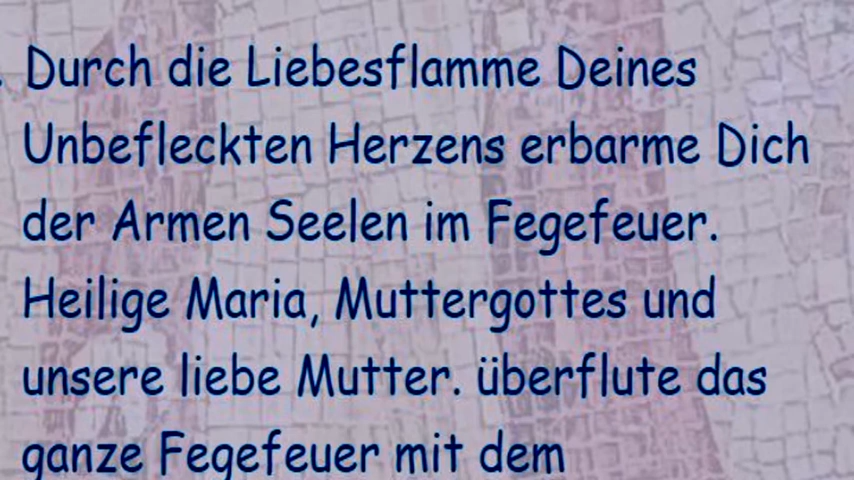 . Durch die Liebesflamme Deines
Unbefleckten Herzens erbarme Dich
der Armen Seelen im Fegefeuer.
Heilige Maria, Muttergottes und
unsere liebe Mutter. überflute das
ganze Fegefeuer mit dem